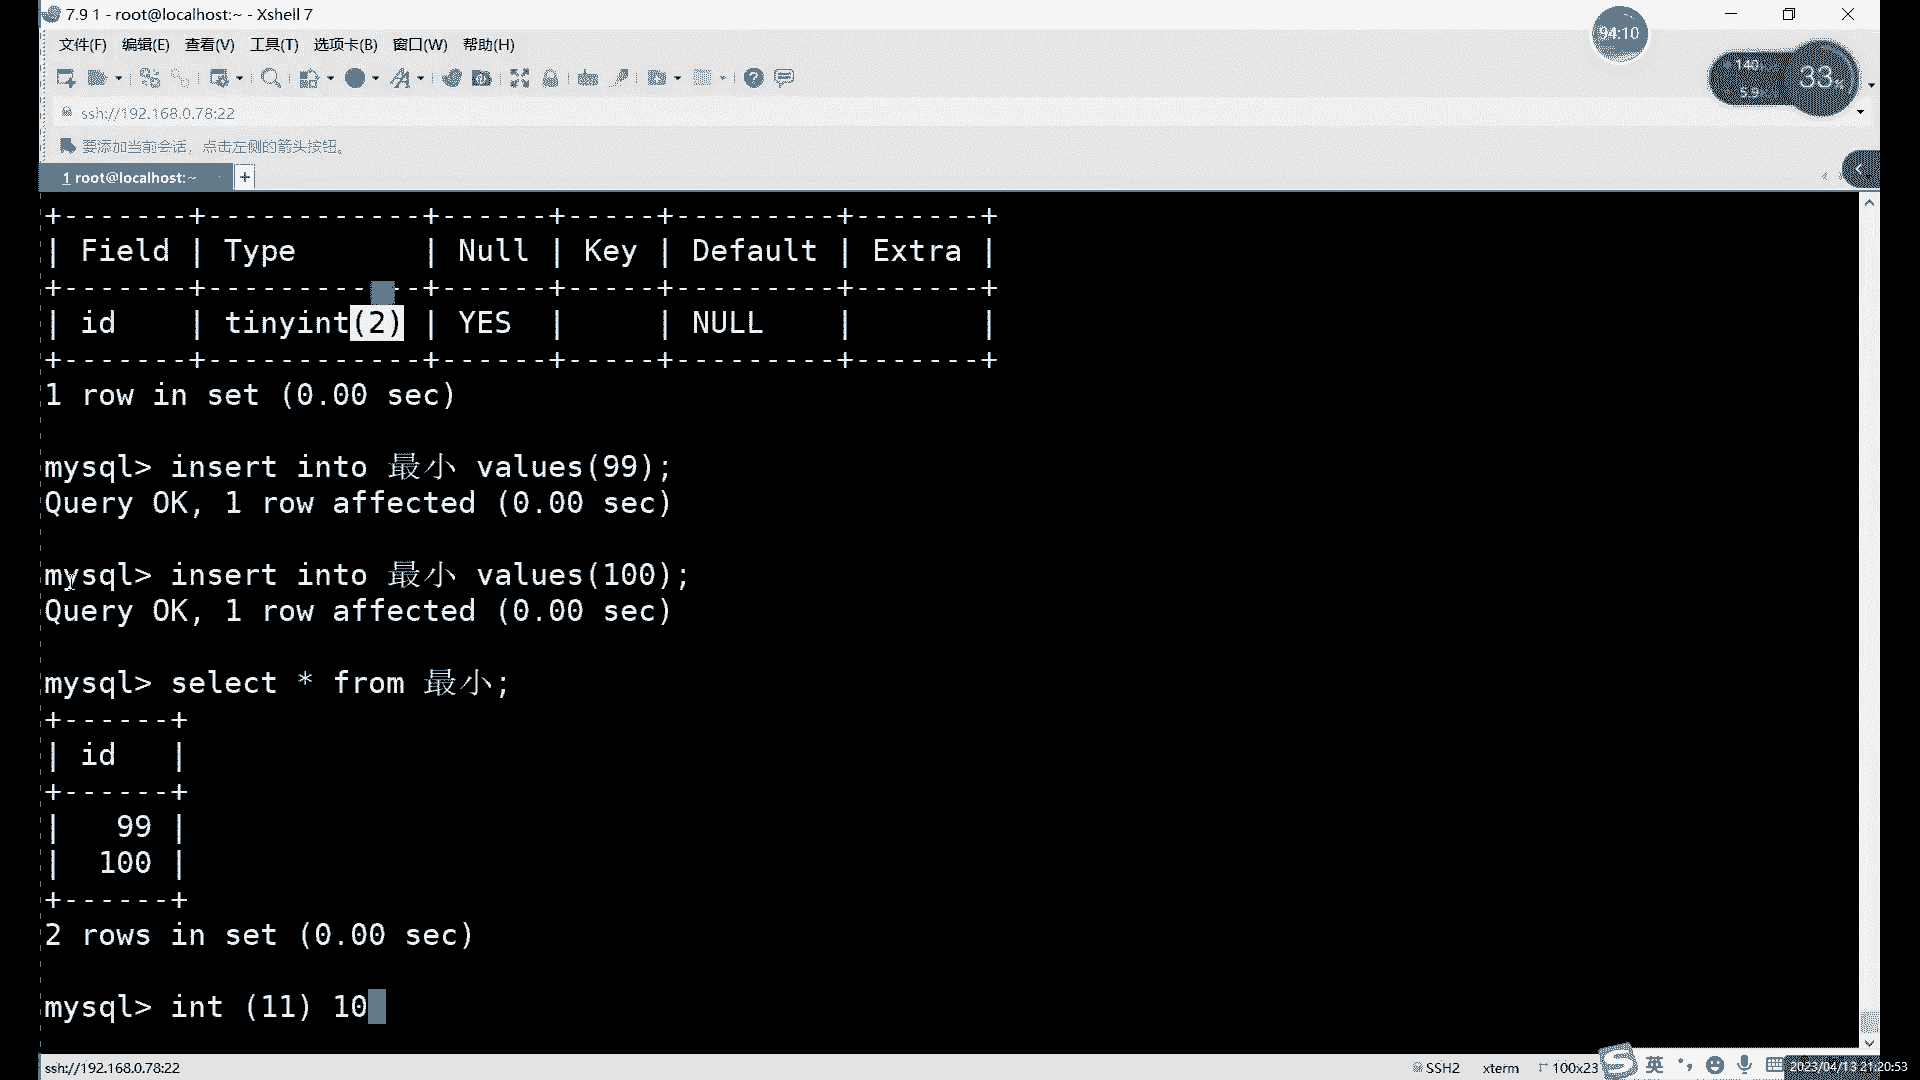 7.9 1 - root@localhost:~ - Xshell 7
94:10
文件(F) 编辑(E) 查看(V) 工具(T) 选项卡(B) 窗口(W) 帮助(H)
140
33%
5.9
ssh://192.168.0.78:22
要添加当前会话，点击左侧的箭头按钮。
1 root@localhost:~ +
+-------+------------+------+-----+---------+-------+
| Field | Type       | Null | Key | Default | Extra |
+-------+------------+------+-----+---------+-------+
| id    | tinyint(2) | YES  |     | NULL    |       |
+-------+------------+------+-----+---------+-------+
1 row in set (0.00 sec)
mysql> insert into 最小 values(99);
Query OK, 1 row affected (0.00 sec)
mysql> insert into 最小 values(100);
Query OK, 1 row affected (0.00 sec)
mysql> select * from 最小;
+------+
| id   |
+------+
|   99 |
|  100 |
+------+
2 rows in set (0.00 sec)
mysql> int (11) 10
ssh://192.168.0.78:22 SSH2 xterm 100x23 英 2023/04/13 21:20:53